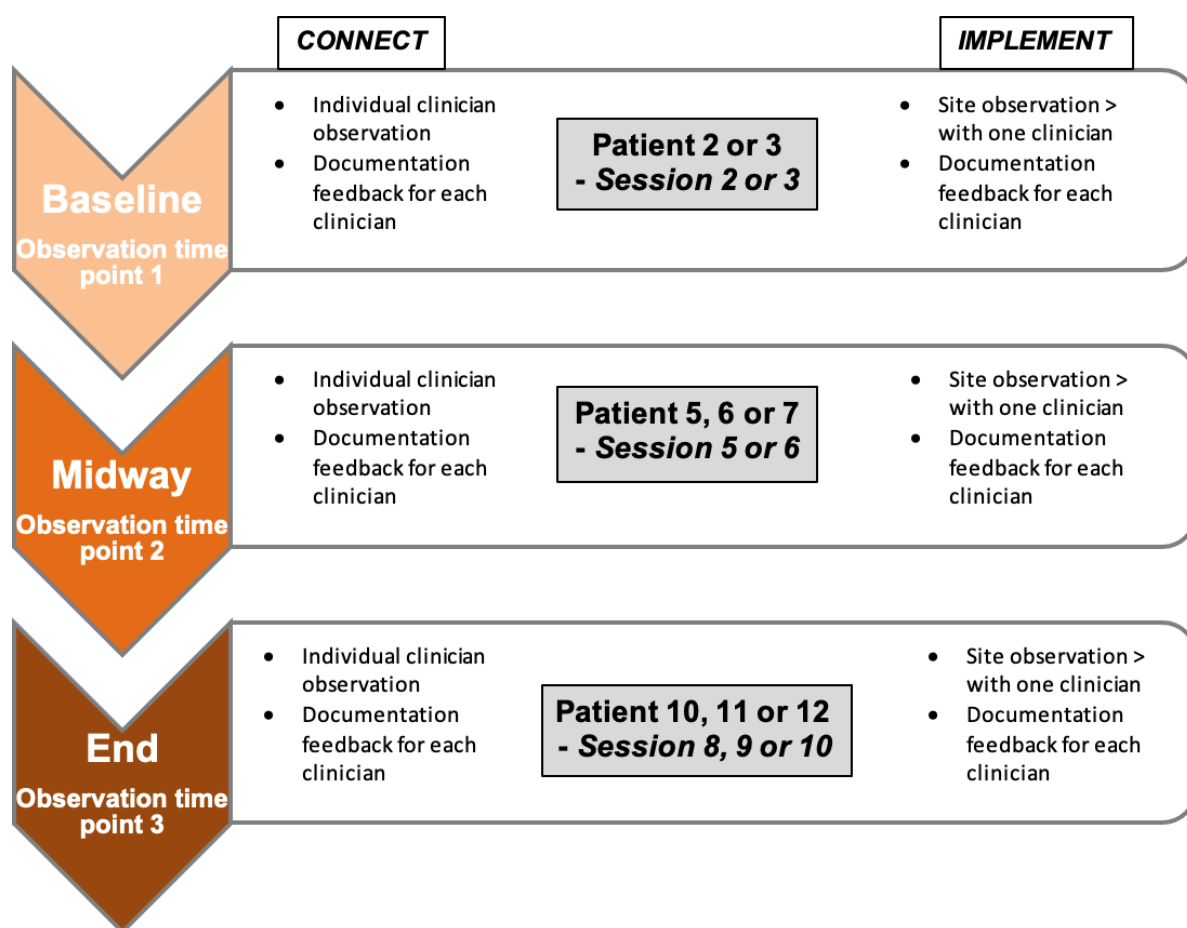 CONNECT
IMPLEMENT
Baseline
Observation time
point 1
• Individual clinician
observation
• Documentation
feedback for each
clinician
Patient 2 or 3
- Session 2 or 3
• Site observation >
with one clinician
• Documentation
feedback for each
clinician
Midway
Observation time
point 2
• Individual clinician
observation
• Documentation
feedback for each
clinician
Patient 5, 6 or 7
- Session 5 or 6
• Site observation >
with one clinician
• Documentation
feedback for each
clinician
End
Observation time
point 3
• Individual clinician
observation
• Documentation
feedback for each
clinician
Patient 10, 11 or 12
- Session 8, 9 or 10
• Site observation >
with one clinician
• Documentation
feedback for each
clinician